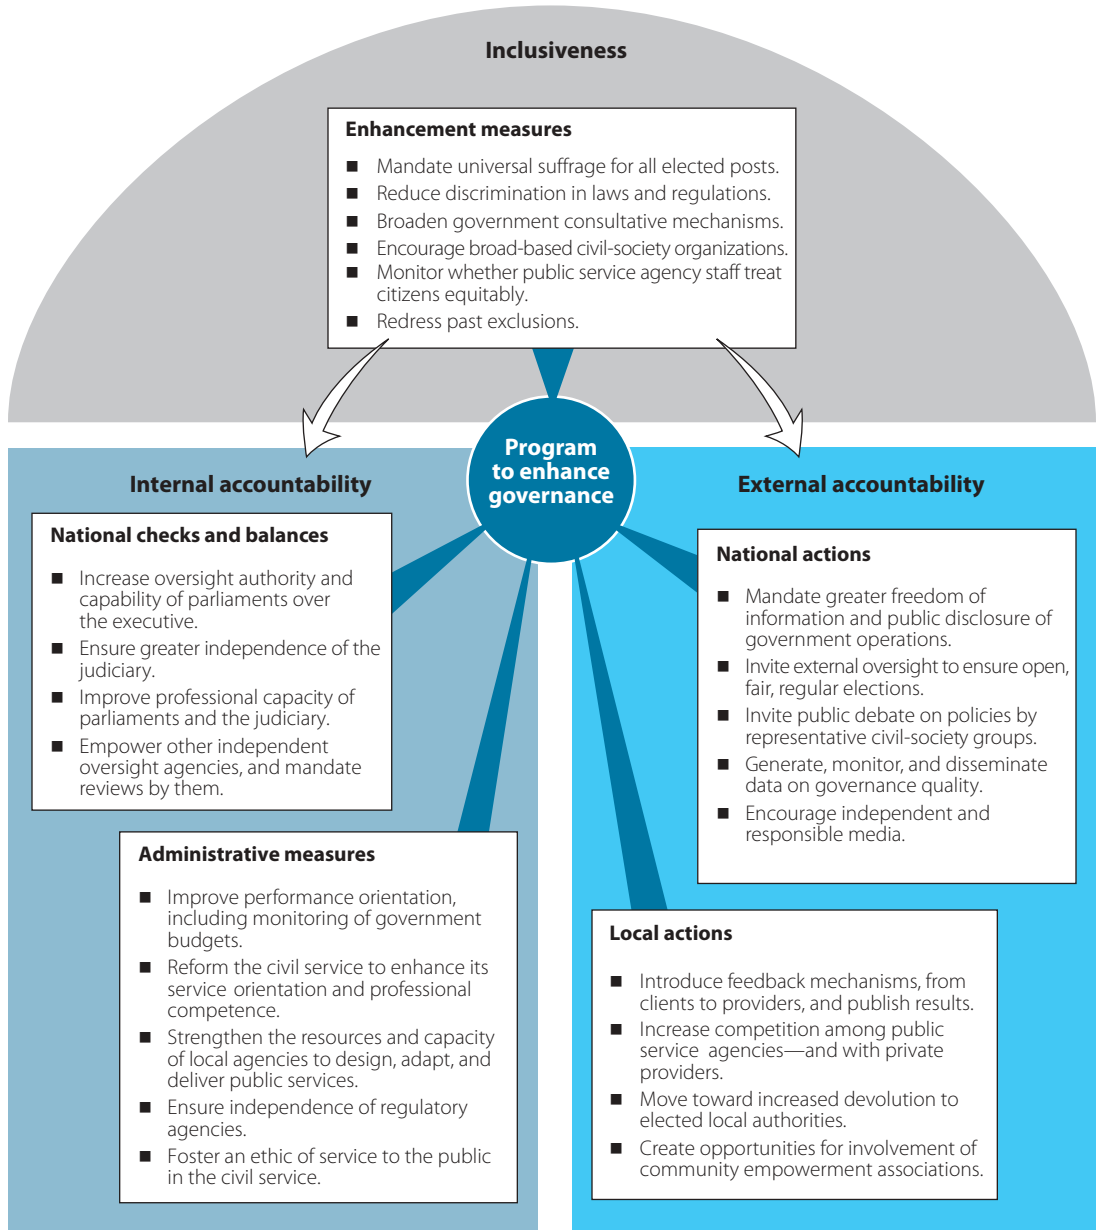 Inclusiveness
Enhancement measures
■ Mandate universal suffrage for all elected posts.
■ Reduce discrimination in laws and regulations.
■ Broaden government consultative mechanisms.
■ Encourage broad-based civil-society organizations.
■ Monitor whether public service agency staff treat
citizens equitably.
■ Redress past exclusions.
Program
to enhance
governance
Internal accountability
National checks and balances
■ Increase oversight authority and
capability of parliaments over
the executive.
■ Ensure greater independence of the
judiciary.
■ Improve professional capacity of
parliaments and the judiciary.
■ Empower other independent
oversight agencies, and mandate
reviews by them.
Administrative measures
■ Improve performance orientation,
including monitoring of government
budgets.
■ Reform the civil service to enhance its
service orientation and professional
competence.
■ Strengthen the resources and capacity
of local agencies to design, adapt, and
deliver public services.
■ Ensure independence of regulatory
agencies.
■ Foster an ethic of service to the public
in the civil service.
External accountability
National actions
■ Mandate greater freedom of
information and public disclosure of
government operations.
■ Invite external oversight to ensure open,
fair, regular elections.
■ Invite public debate on policies by
representative civil-society groups.
■ Generate, monitor, and disseminate
data on governance quality.
■ Encourage independent and
responsible media.
Local actions
■ Introduce feedback mechanisms, from
clients to providers, and publish results.
■ Increase competition among public
service agencies—and with private
providers.
■ Move toward increased devolution to
elected local authorities.
■ Create opportunities for involvement of
community empowerment associations.